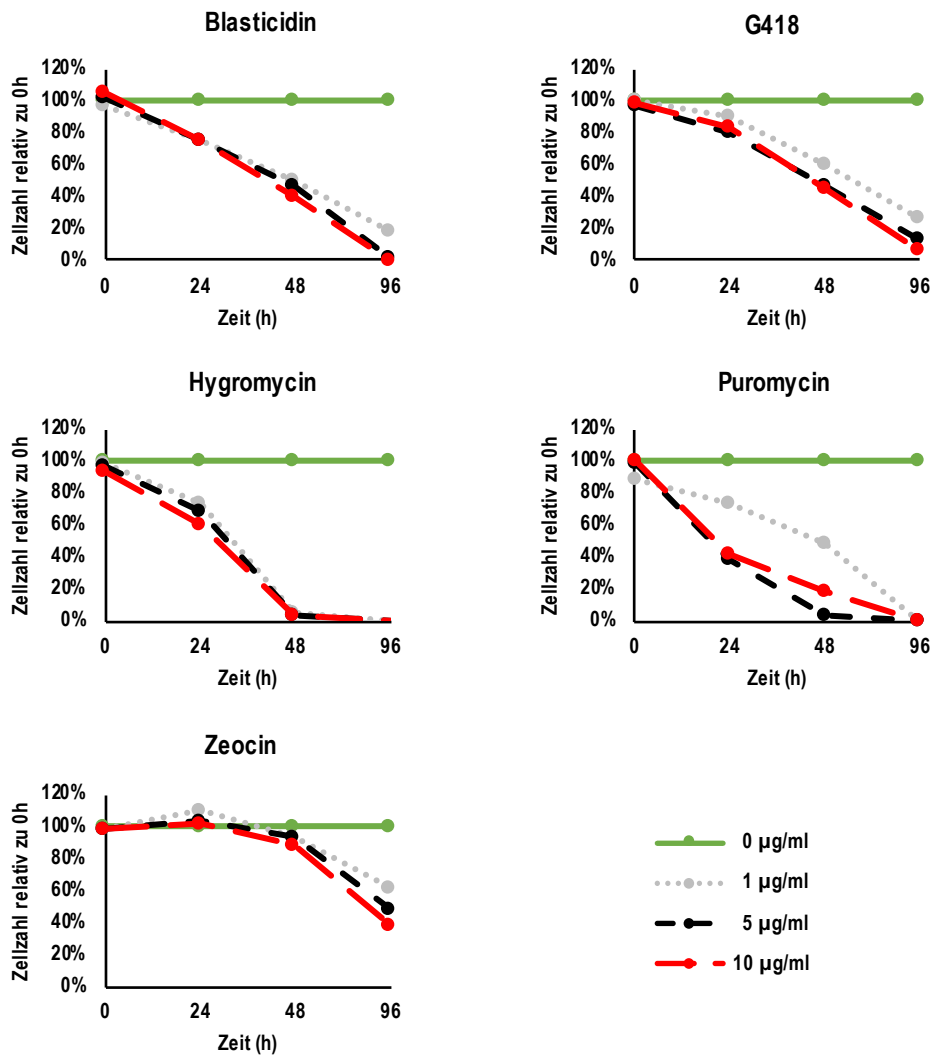 Blasticidin
Zellzahl relativ zu 0h
120%
100%
80%
60%
40%
20%
0%
0 24 48 96
Zeit (h)
G418
Zellzahl relativ zu 0h
120%
100%
80%
60%
40%
20%
0%
0 24 48 96
Zeit (h)
Hygromycin
Zellzahl relativ zu 0h
120%
100%
80%
60%
40%
20%
0%
0 24 48 96
Zeit (h)
Puromycin
Zellzahl relativ zu 0h
120%
100%
80%
60%
40%
20%
0%
0 24 48 96
Zeit (h)
Zeocin
Zellzahl relativ zu 0h
120%
100%
80%
60%
40%
20%
0%
0 24 48 96
Zeit (h)
0 µg/ml
1 µg/ml
5 µg/ml
10 µg/ml